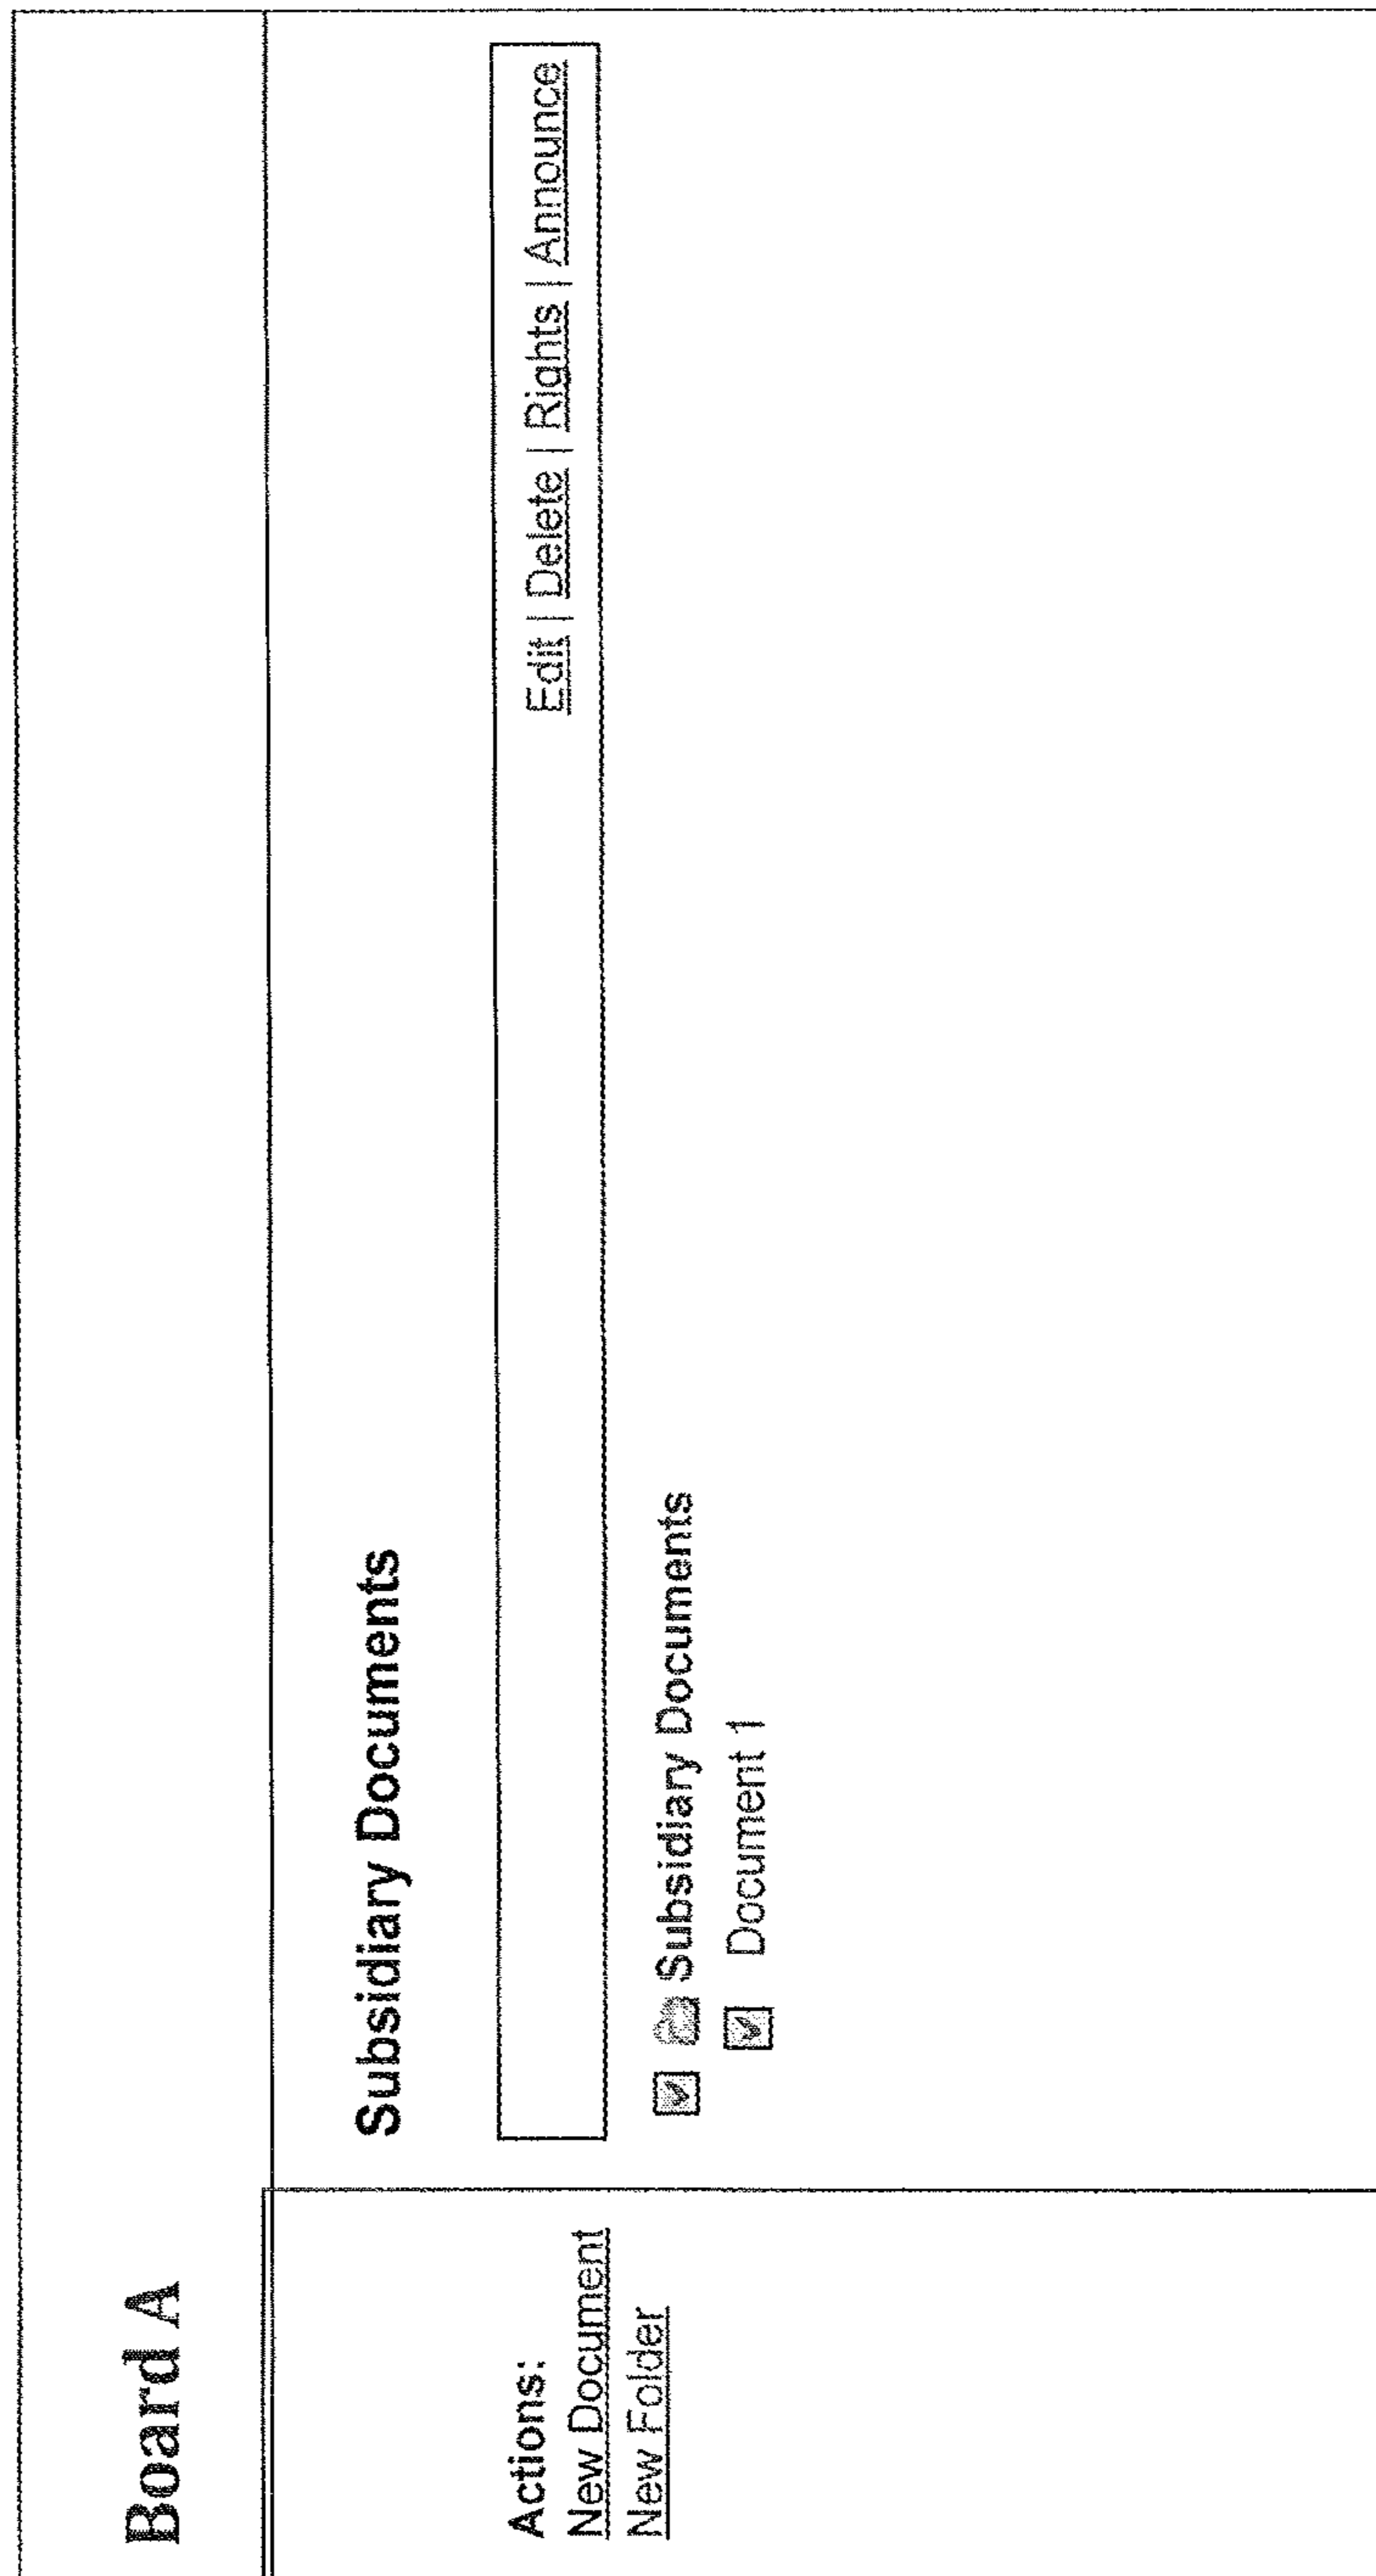 Board A
Subsidiary Documents
Actions:
New Document
New Folder
Edit | Delete | Rights | Announce
Subsidiary Documents
Document 1